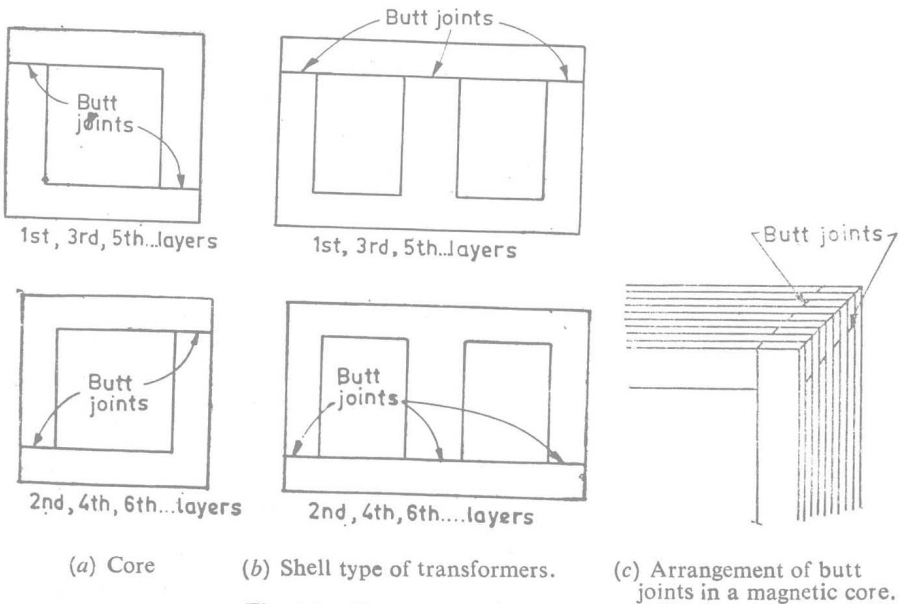 Butt joints
Butt
joints
1st, 3rd, 5th...layers
1st, 3rd, 5th...layers
Butt joints
Butt
joints
Butt
joints
2nd, 4th, 6th...layers
2nd, 4th, 6th....layers
(a) Core
(b) Shell type of transformers.
(c) Arrangement of butt
joints in a magnetic core.